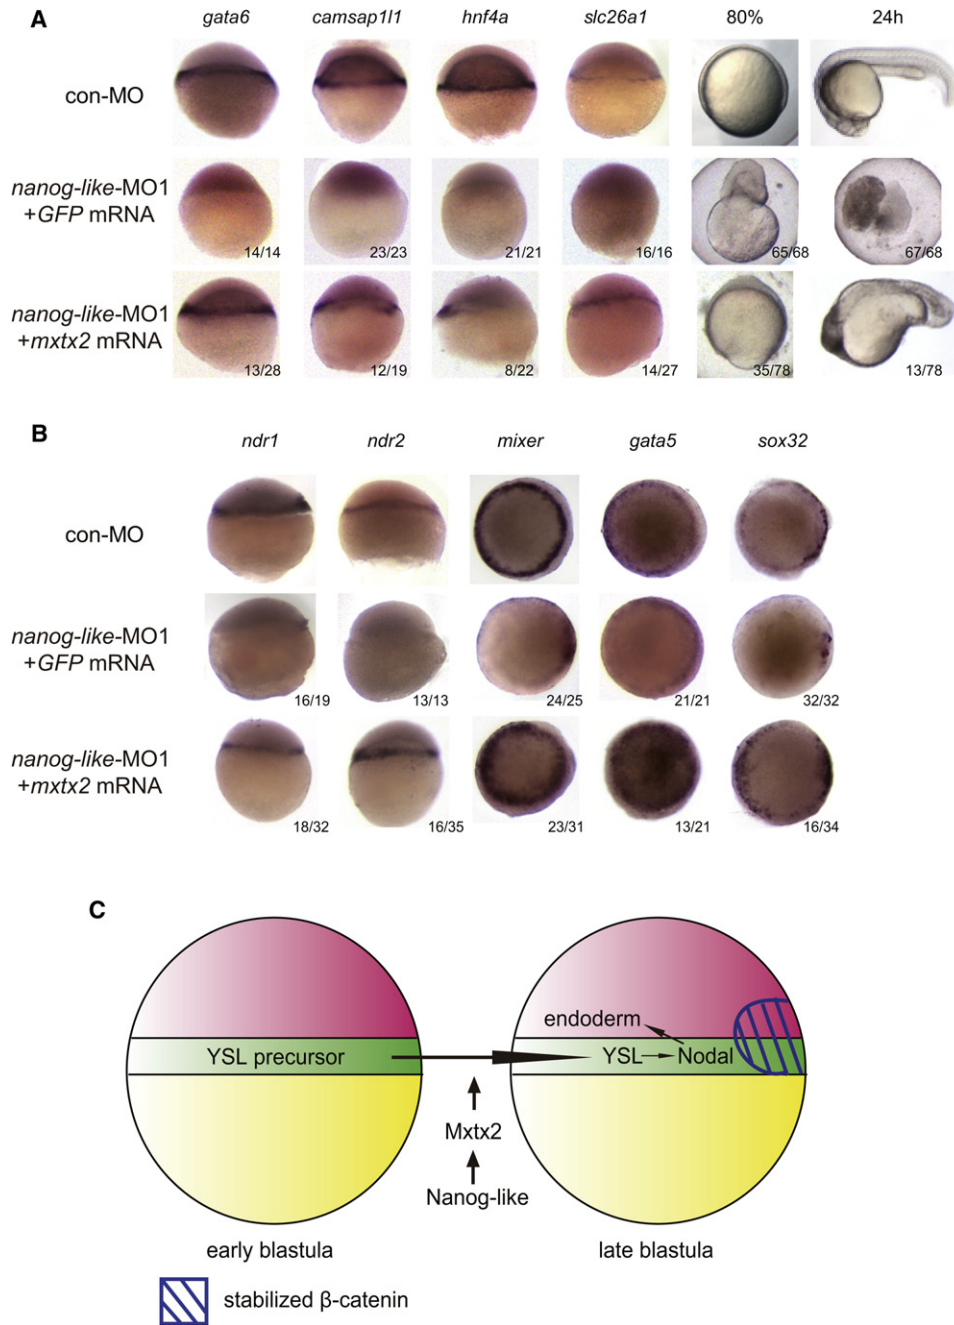 A
gata6 camsap1l1 hnf4a slc26a1 80% 24h
con-MO
nanog-like-MO1
+GFP mRNA
14/14 23/23 21/21 16/16 65/68 67/68
nanog-like-MO1
+mxtx2 mRNA
13/28 12/19 8/22 14/27 35/78 13/78
B
ndr1 ndr2 mixer gata5 sox32
con-MO
nanog-like-MO1
+GFP mRNA
16/19 13/13 24/25 21/21 32/32
nanog-like-MO1
+mxtx2 mRNA
18/32 16/35 23/31 13/21 16/34
C
endoderm
YSL precursor YSL Nodal
Mxtx2
Nanog-like
early blastula late blastula
stabilized β-catenin